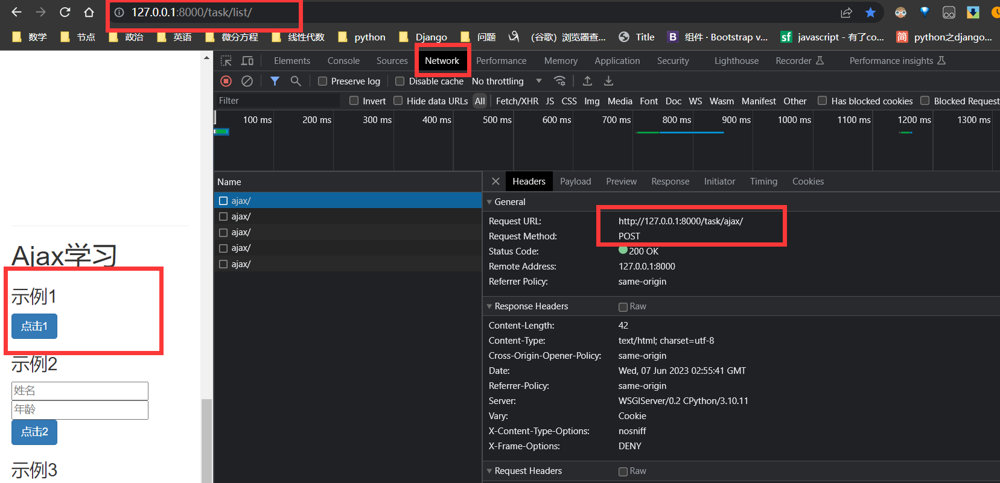 127.0.0.1:8000/task/list/
数学 节点 政治 英语 微分方程 线性代数 python Django 问题 (谷歌) 浏览器查... Title B 组件 · Bootstrap v... sf javascript - 有了co... 简 python之django...
Elements Console Sources Network Performance Memory Application Security Lighthouse Recorder Performance insights
Preserve log Disable cache No throttling
Filter Invert Hide data URLs All Fetch/XHR JS CSS Img Media Font Doc WS Wasm Manifest Other Has blocked cookies Blocked Request
100 ms 200 ms 300 ms 400 ms 500 ms 600 ms 700 ms 800 ms 900 ms 1000 ms 1100 ms 1200 ms 1300 ms
Name
ajax/
ajax/
ajax/
ajax/
ajax/
Headers Payload Preview Response Initiator Timing Cookies
General
Request URL: http://127.0.0.1:8000/task/ajax/
Request Method: POST
Status Code: 200 OK
Remote Address: 127.0.0.1:8000
Referrer Policy: same-origin
Response Headers Raw
Content-Length: 42
Content-Type: text/html; charset=utf-8
Cross-Origin-Opener-Policy: same-origin
Date: Wed, 07 Jun 2023 02:55:41 GMT
Referrer-Policy: same-origin
Server: WSGIServer/0.2 CPython/3.10.11
Vary: Cookie
X-Content-Type-Options: nosniff
X-Frame-Options: DENY
Request Headers Raw
Ajax学习
示例1
点击1
示例2
姓名
年龄
点击2
示例3